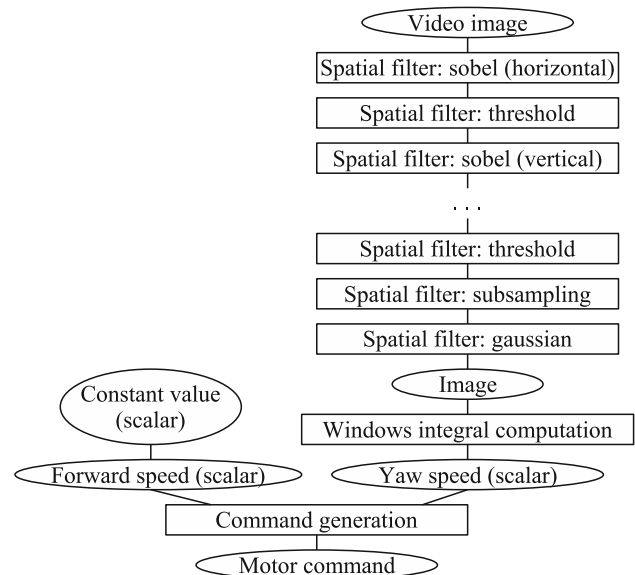 Video image
Spatial filter: sobel (horizontal)
Spatial filter: threshold
Spatial filter: sobel (vertical)
. . .
Spatial filter: threshold
Spatial filter: subsampling
Spatial filter: gaussian
Image
Constant value
(scalar)
Windows integral computation
Forward speed (scalar)
Yaw speed (scalar)
Command generation
Motor command